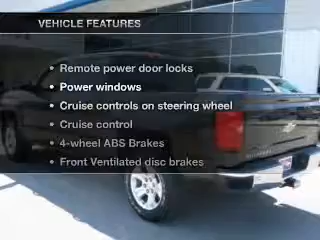 VEHICLE FEATURES
• Remote power door locks
• Power windows
• Cruise controls on steering wheel
• Cruise control
• 4-wheel ABS Brakes
• Front Ventilated disc brakes